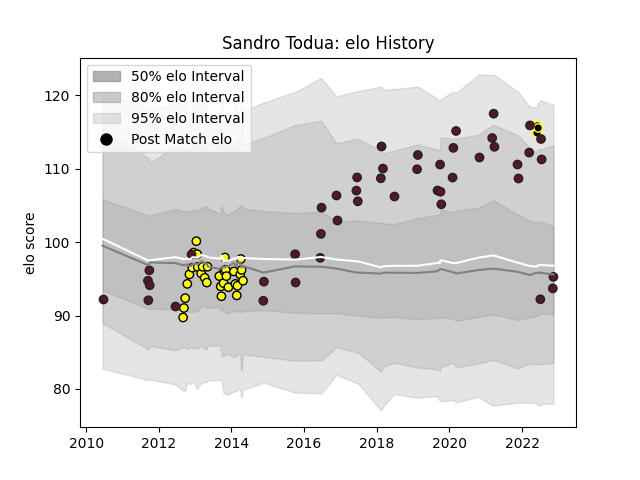 Sandro Todua: elo History
50% elo Interval
80% elo Interval
95% elo Interval
Post Match elo
elo score
120
110
100
90
80
2010
2012
2014
2016
2018
2020
2022